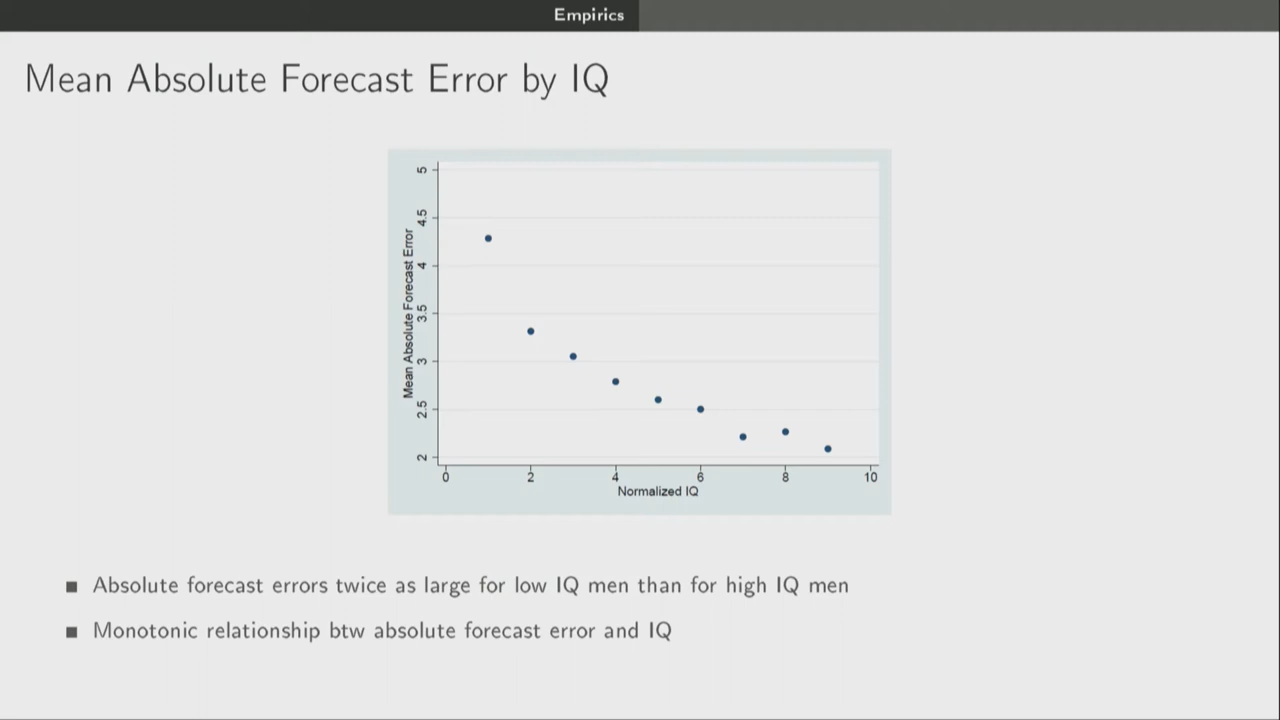 Empirics
Mean Absolute Forecast Error by IQ
Mean Absolute Forecast Error
5
4.5
4
3.5
3
2.5
2
0 2 4 6 8 10
Normalized IQ
Absolute forecast errors twice as large for low IQ men than for high IQ men
Monotonic relationship btw absolute forecast error and IQ